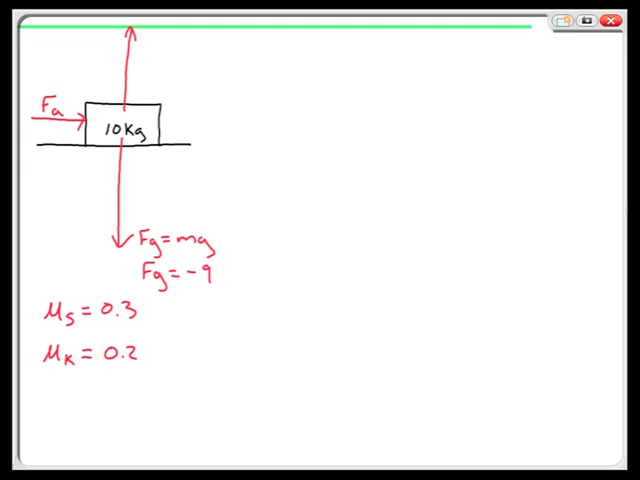 Fa
10Kg
Fg = mg
Fg = -9
μs = 0.3
μK = 0.2